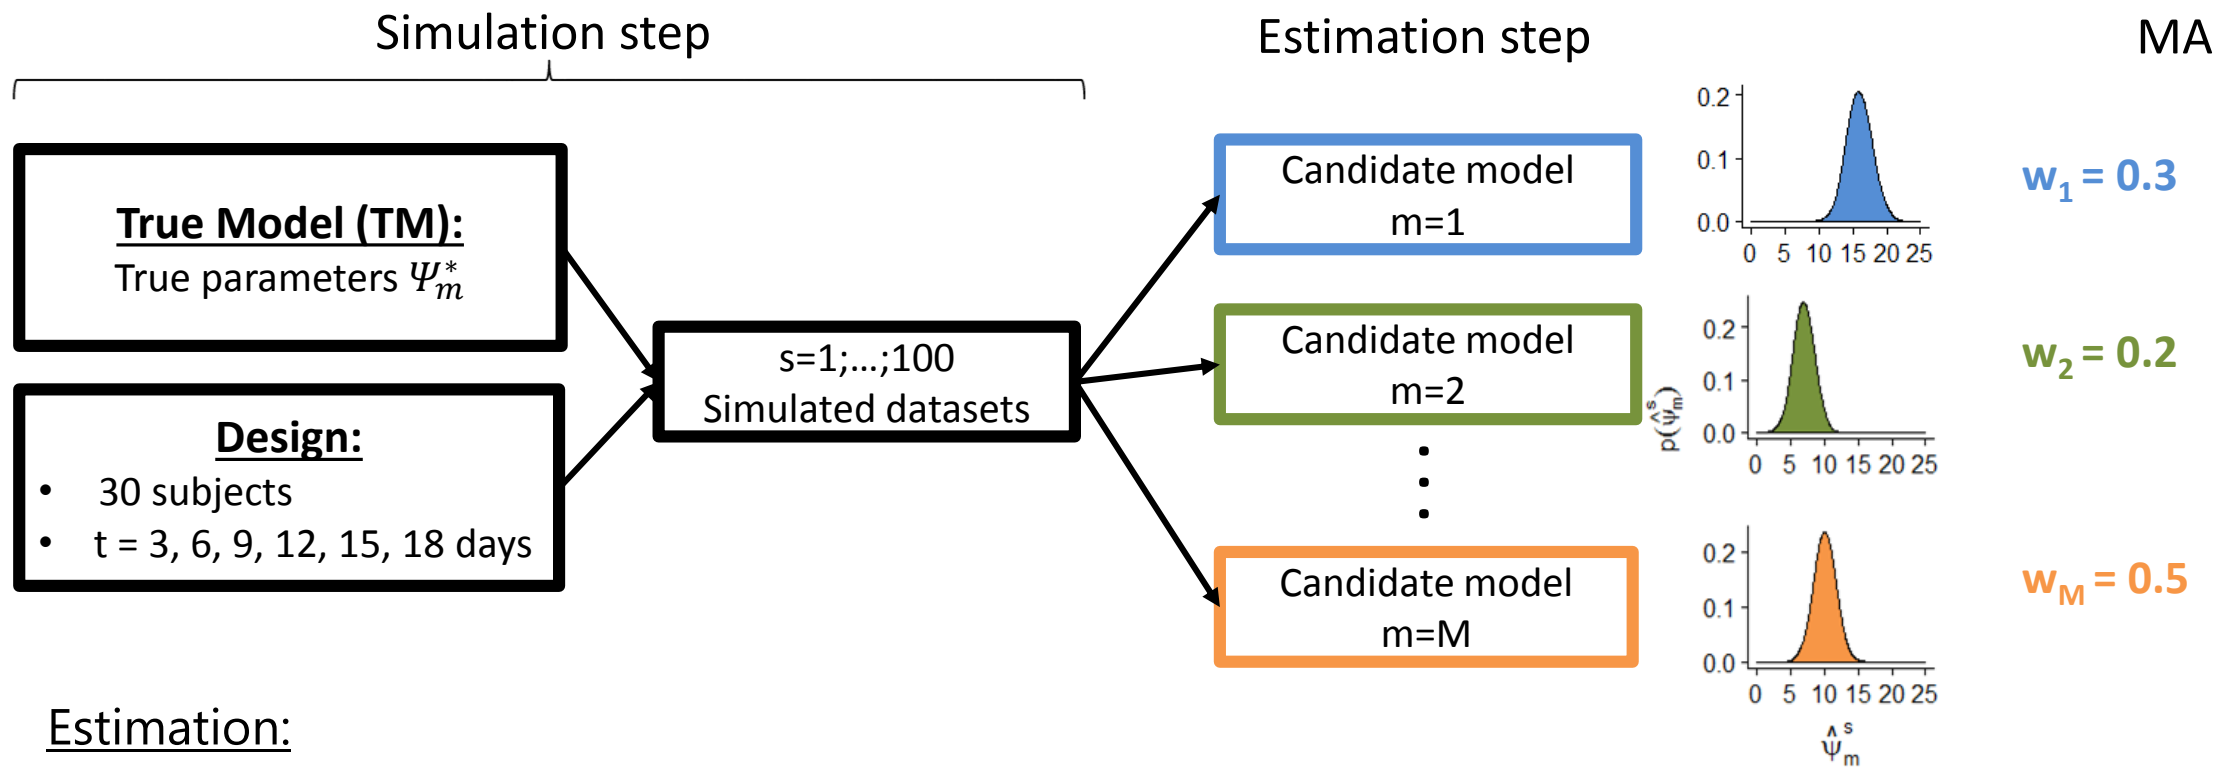 Simulation step
Estimation step
MA
True Model (TM):
True parameters Ψ*m
Design:
• 30 subjects
• t = 3, 6, 9, 12, 15, 18 days
s=1;...;100
Simulated datasets
Candidate model
m=1
0.2
0.1
0.0
0 5 10 15 20 25
w1 = 0.3
Candidate model
m=2
p(ψ̂sm)
0.2
0.1
0.0
0 5 10 15 20 25
w2 = 0.2
Candidate model
m=M
0.2
0.1
0.0
0 5 10 15 20 25
ψ̂sm
wM = 0.5
Estimation: